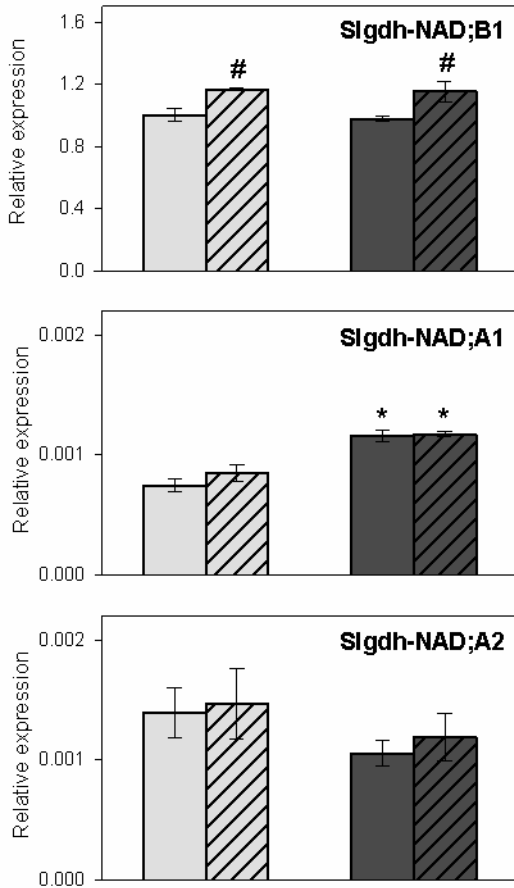 Slgdh-NAD;B1
Relative expression
1.6
1.2
0.8
0.4
0.0
# #
Slgdh-NAD;A1
Relative expression
0.002
0.001
0.000
* *
Slgdh-NAD;A2
Relative expression
0.002
0.001
0.000